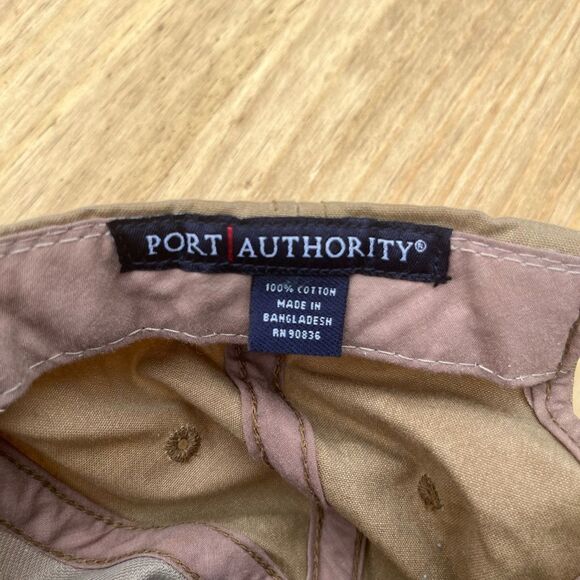 PORT | AUTHORITY®
100% COTTON
MADE IN
BANGLADESH
RN 90836